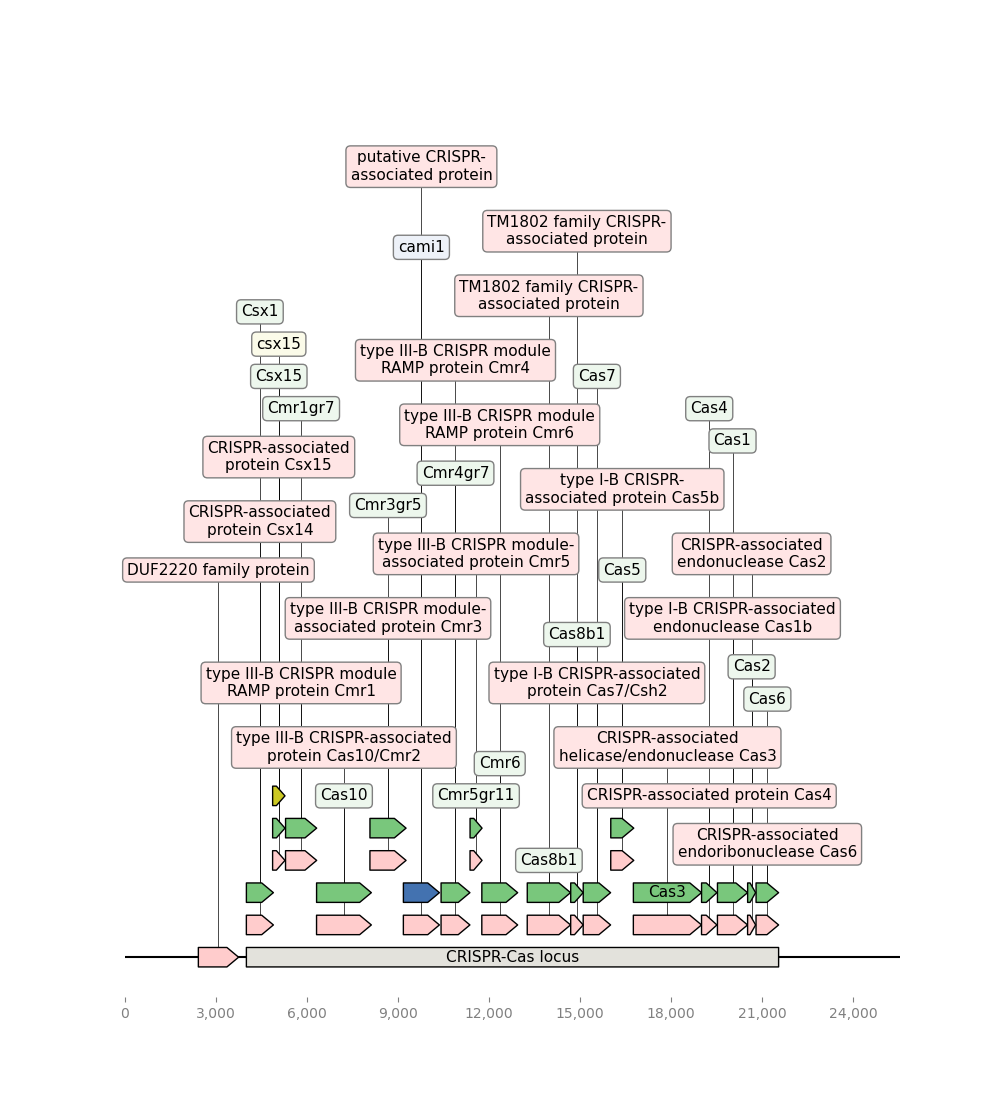 putative CRISPR-
associated protein
TM1802 family CRISPR-
associated protein
cami1
TM1802 family CRISPR-
associated protein
Csx1
csx15
type III-B CRISPR module
RAMP protein Cmr4
Csx15
Cas7
Cmr1gr7
Cas4
type III-B CRISPR module
RAMP protein Cmr6
Cas1
CRISPR-associated
protein Csx15
Cmr4gr7
type I-B CRISPR-
associated protein Cas5b
Cmr3gr5
CRISPR-associated
protein Csx14
type III-B CRISPR module-
associated protein Cmr5
CRISPR-associated
endonuclease Cas2
DUF2220 family protein
Cas5
type III-B CRISPR module-
associated protein Cmr3
type I-B CRISPR-associated
endonuclease Cas1b
Cas8b1
Cas2
type III-B CRISPR module
RAMP protein Cmr1
type I-B CRISPR-associated
protein Cas7/Csh2
Cas6
type III-B CRISPR-associated
protein Cas10/Cmr2
CRISPR-associated
helicase/endonuclease Cas3
Cmr6
Cas10
Cmr5gr11
CRISPR-associated protein Cas4
CRISPR-associated
endoribonuclease Cas6
Cas8b1
Cas3
CRISPR-Cas locus
0
3,000
6,000
9,000
12,000
15,000
18,000
21,000
24,000